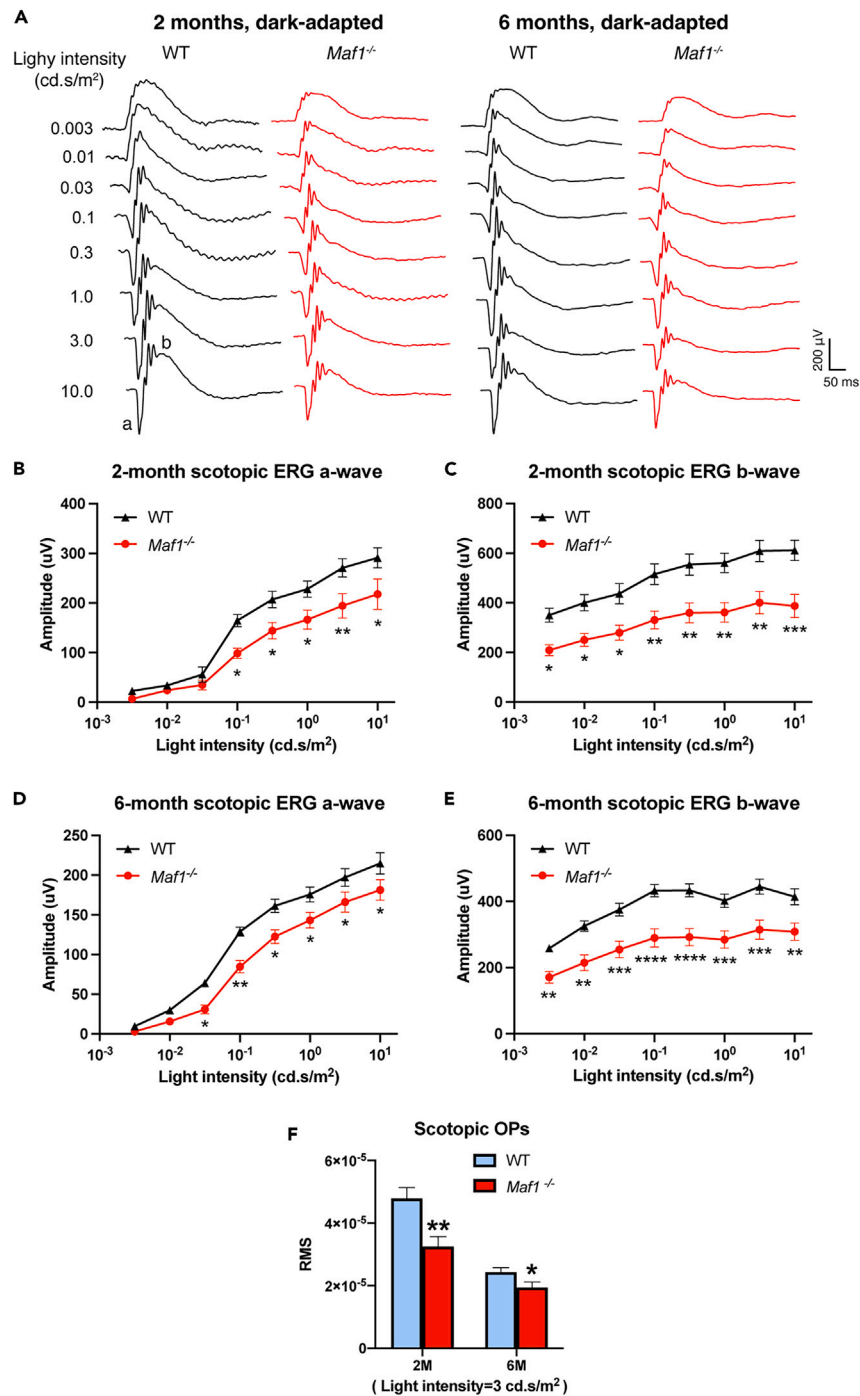 A
2 months, dark-adapted
6 months, dark-adapted
Lighy intensity
(cd.s/m²)
WT
Maf1⁻/⁻
WT
Maf1⁻/⁻
0.003
0.01
0.03
0.1
0.3
1.0
3.0
10.0
b
a
200 µV
50 ms
B
2-month scotopic ERG a-wave
Amplitude (uV)
400
300
200
100
0
WT
Maf1⁻/⁻
* * * ** *
10⁻³ 10⁻² 10⁻¹ 10⁰ 10¹
Light intensity (cd.s/m²)
C
2-month scotopic ERG b-wave
Amplitude (uV)
800
600
400
200
0
WT
Maf1⁻/⁻
* * * ** ** ** ** ***
10⁻³ 10⁻² 10⁻¹ 10⁰ 10¹
Light intensity (cd.s/m²)
D
6-month scotopic ERG a-wave
Amplitude (uV)
250
200
150
100
50
0
WT
Maf1⁻/⁻
* ** * * * *
10⁻³ 10⁻² 10⁻¹ 10⁰ 10¹
Light intensity (cd.s/m²)
E
6-month scotopic ERG b-wave
Amplitude (uV)
600
400
200
0
WT
Maf1⁻/⁻
** ** *** **** **** *** *** **
10⁻³ 10⁻² 10⁻¹ 10⁰ 10¹
Light intensity (cd.s/m²)
F
Scotopic OPs
RMS
6×10⁻⁵
4×10⁻⁵
2×10⁻⁵
0
WT
Maf1 ⁻/⁻
** *
2M 6M
( Light intensity=3 cd.s/m²)